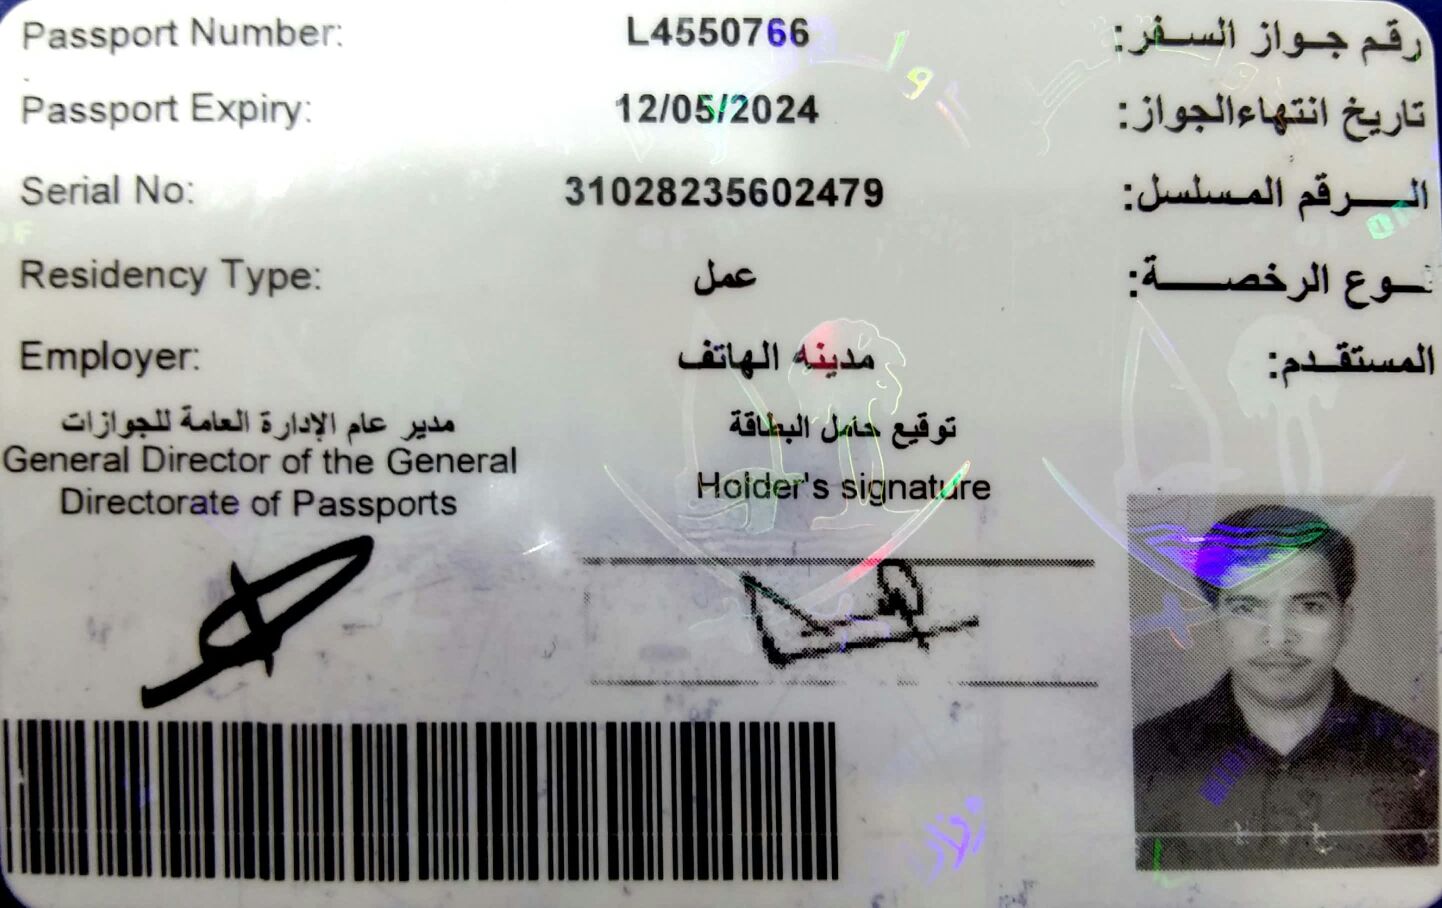 Passport Number: L4550766 رقم جواز السفر:
Passport Expiry: 12/05/2024 تاريخ انتهاءالجواز:
Serial No: 31028235602479 الرقم المسلسل:
Residency Type: عمل نوع الرخصة:
Employer: مدينه الهاتف المستقدم:
مدير عام الإدارة العامة للجوازات
General Director of the General
Directorate of Passports
توقيع حامل البطاقة
Holder's signature